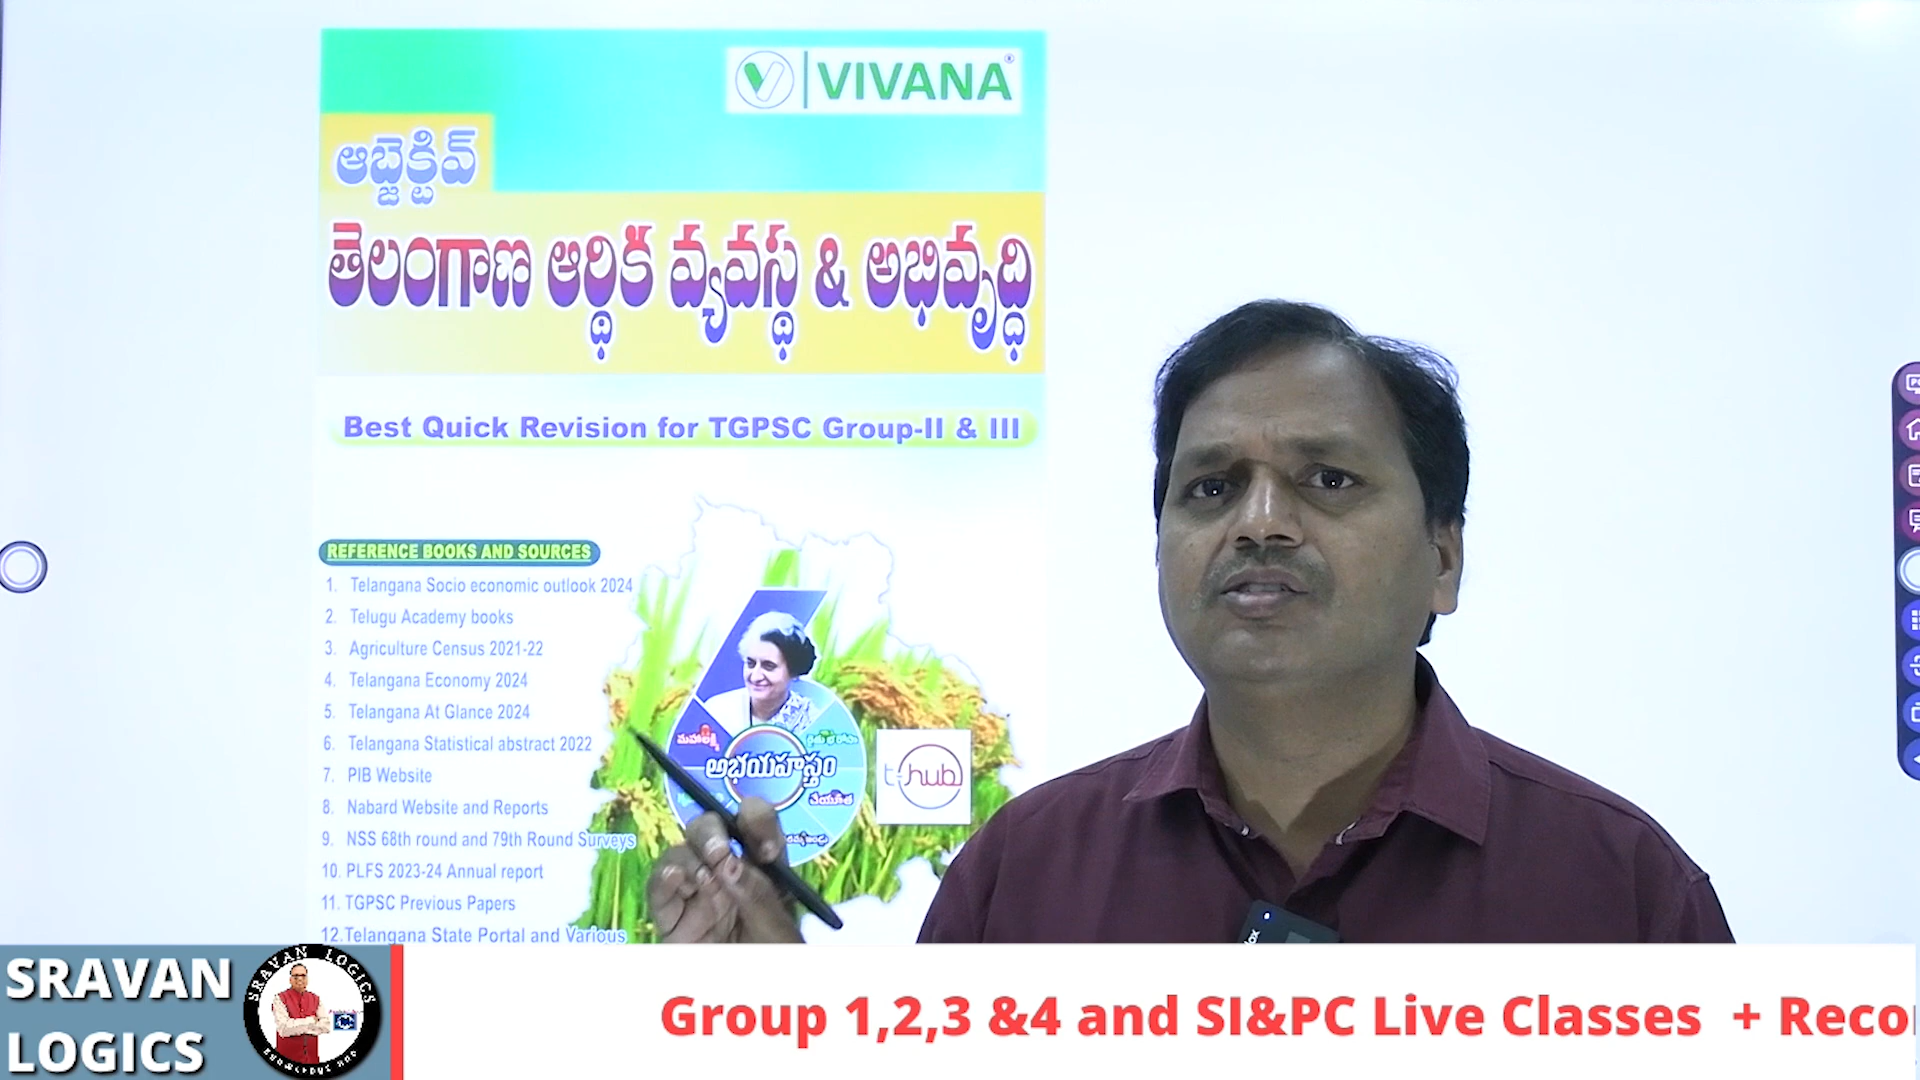 VIVANA®
ఆబ్జెక్టివ్
తెలంగాణ ఆర్థిక వ్యవస్థ & అభివృద్ధి
Best Quick Revision for TGPSC Group-II & III
REFERENCE BOOKS AND SOURCES
1. Telangana Socio economic outlook 2024
2. Telugu Academy books
3. Agriculture Census 2021-22
4. Telangana Economy 2024
5. Telangana At Glance 2024
6. Telangana Statistical abstract 2022
7. PIB Website
8. Nabard Website and Reports
9. NSS 68th round and 79th Round Surveys
10. PLFS 2023-24 Annual report
11. TGPSC Previous Papers
12.Telangana State Portal and Various
మహాలక్ష్మి
రైతు భరోసా
అభయహస్తం
చేయూత
t-hub
SRAVAN
LOGICS
SRAVAN LOGICS
KNOWLEDGE HUB
Group 1,2,3 &4 and SI&PC Live Classes + Reco